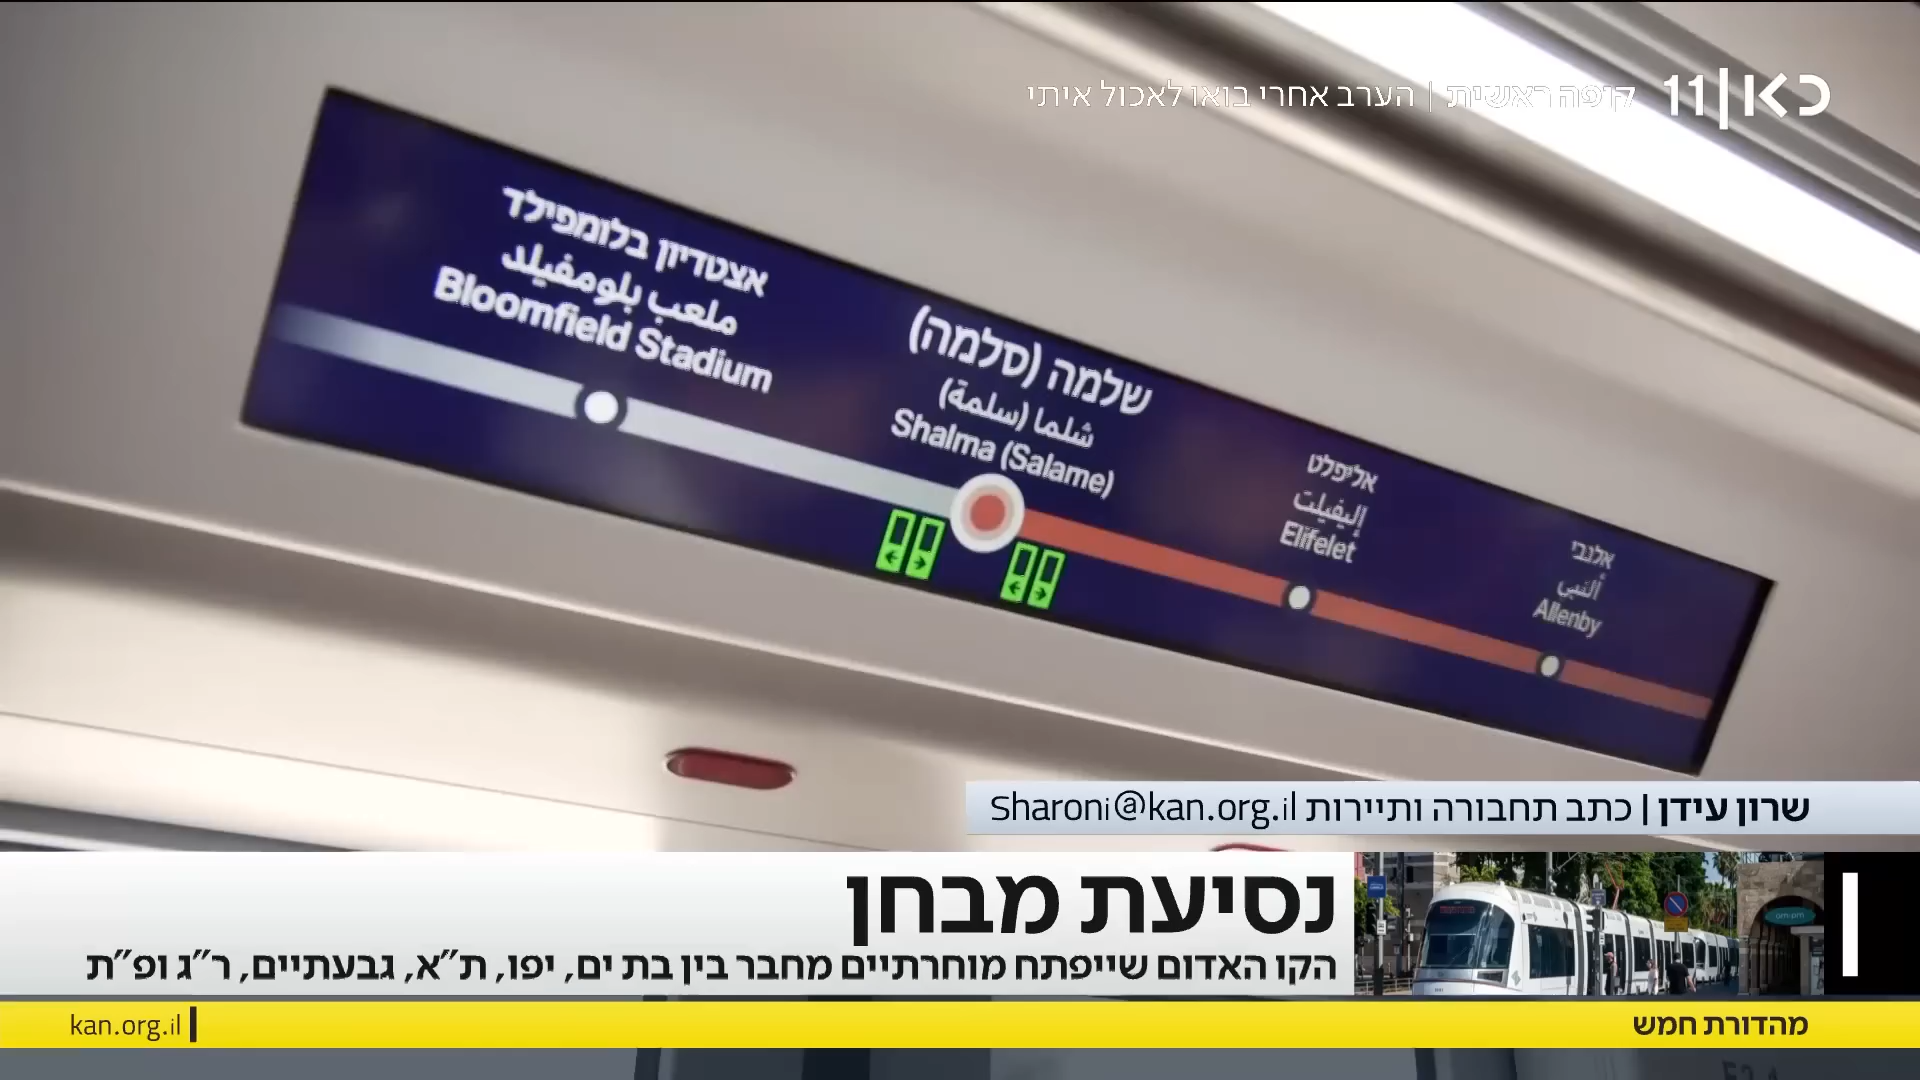 כאן 11
קופה ראשית | הערב אחרי בואו לאכול איתי
אצטדיון בלומפילד
ملعب بلومفيلد
Bloomfield Stadium
שלמה (סלמה)
شلما (سلمة)
Shalma (Salame)
אליפלט
إليفيلت
Elifelet
אלנבי
ألنبي
Allenby
שרון עידן | כתב תחבורה ותיירות Sharoni@kan.org.il
נסיעת מבחן
הקו האדום שייפתח מוחרתיים מחבר בין בת ים, יפו, ת"א, גבעתיים, ר"ג ופ"ת
מהדורת חמש
kan.org.il